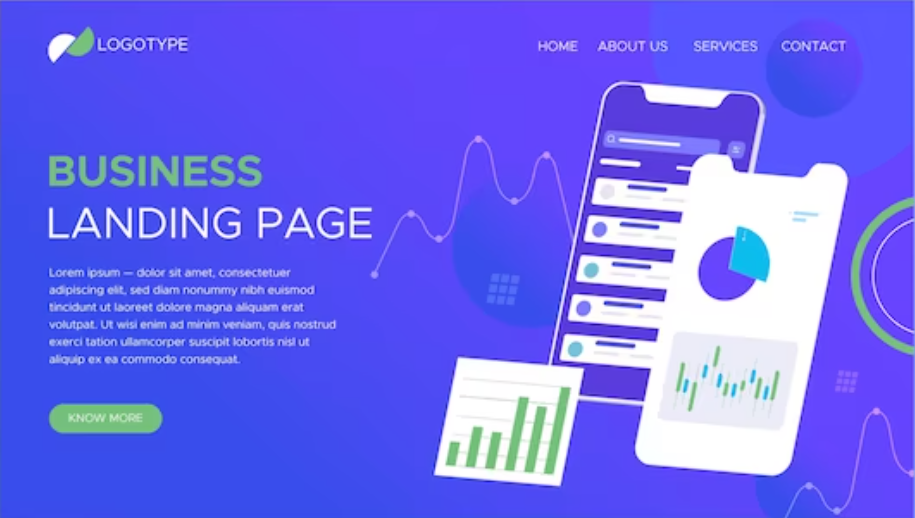 LOGOTYPE
HOME ABOUT US SERVICES CONTACT
BUSINESS
LANDING PAGE
Lorem ipsum — dolor sit amet, consectetuer
adipiscing elit, sed diam nonummy nibh euismod
tincidunt ut laoreet dolore magna aliquam erat
volutpat. Ut wisi enim ad minim veniam, quis nostrud
exerci tation ullamcorper suscipit lobortis nisl ut
aliquip ex ea commodo consequat.
KNOW MORE